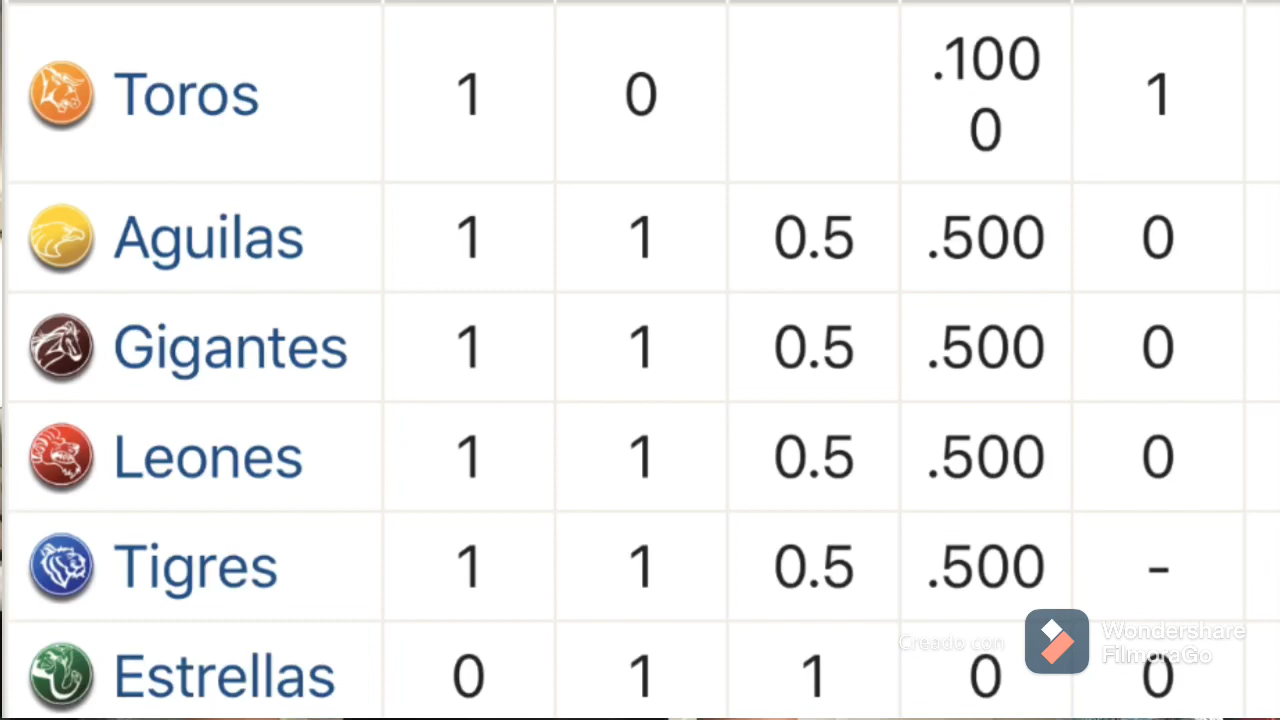 Toros 1 0 .100
0 1
Aguilas 1 1 0.5 .500 0
Gigantes 1 1 0.5 .500 0
Leones 1 1 0.5 .500 0
Tigres 1 1 0.5 .500 -
Estrellas 0 1 1 0 0
Creado con
Wondershare
FilmoraGo